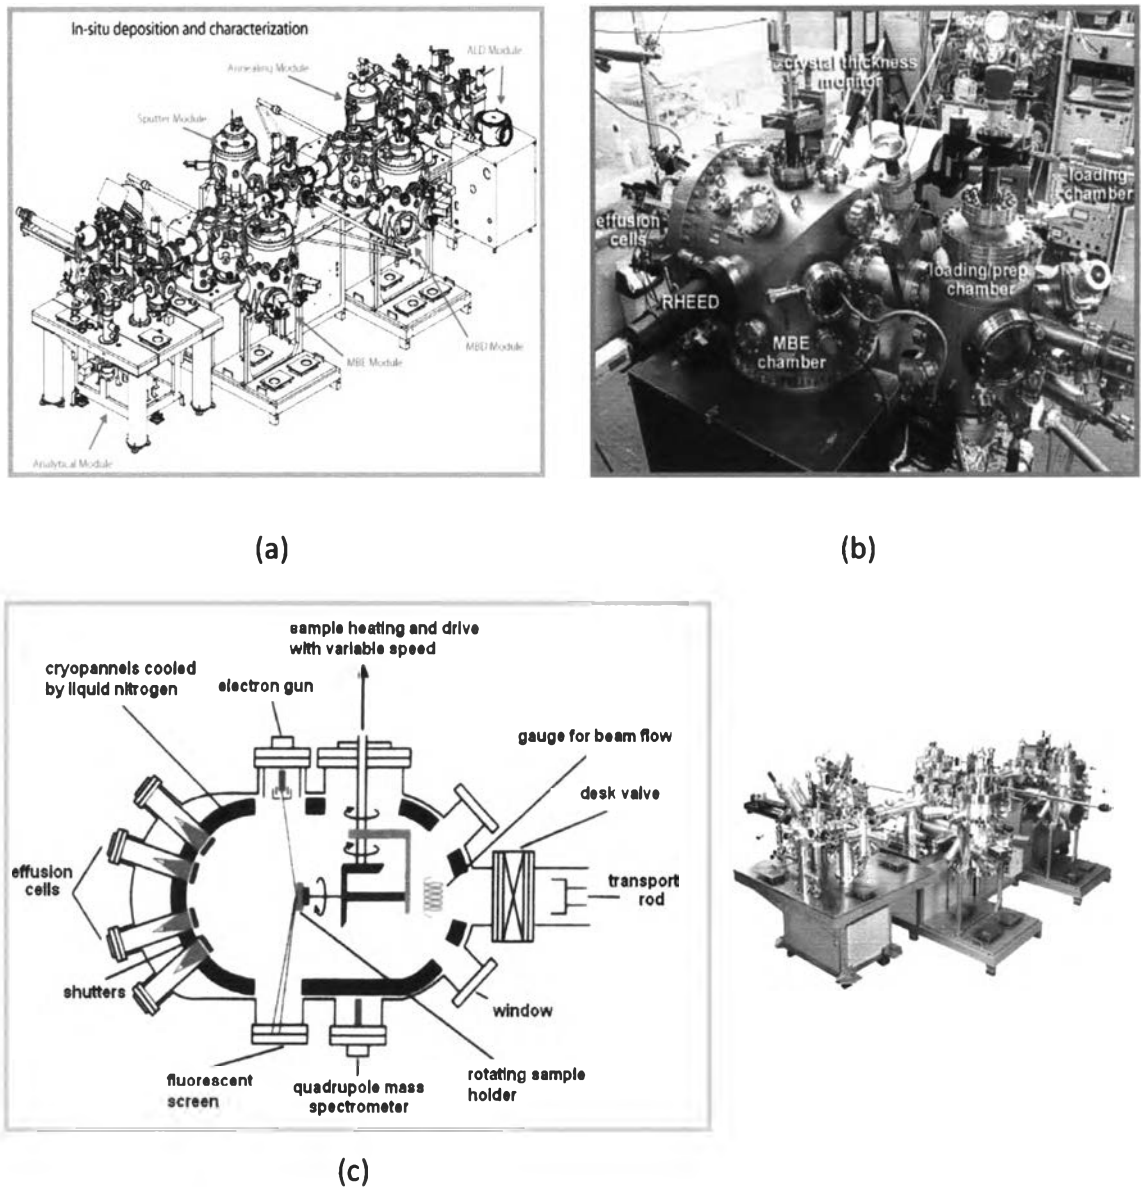 In-situ deposition and characterization
ALD Module
Annealing Module
Sputter Module
MBD Module
MBE Module
Analytical Module
crystal thickness
monitor
loading
chamber
effusion
cells
loading/prep.
chamber
RHEED
MBE
chamber
(a)
(b)
sample heating and drive
with variable speed
cryopannels cooled
by liquid nitrogen
electron gun
gauge for beam flow
desk valve
effusion
cells
transport
rod
shutters
window
fluorescent
screen
quadrupole mass
spectrometer
rotating sample
holder
(c)